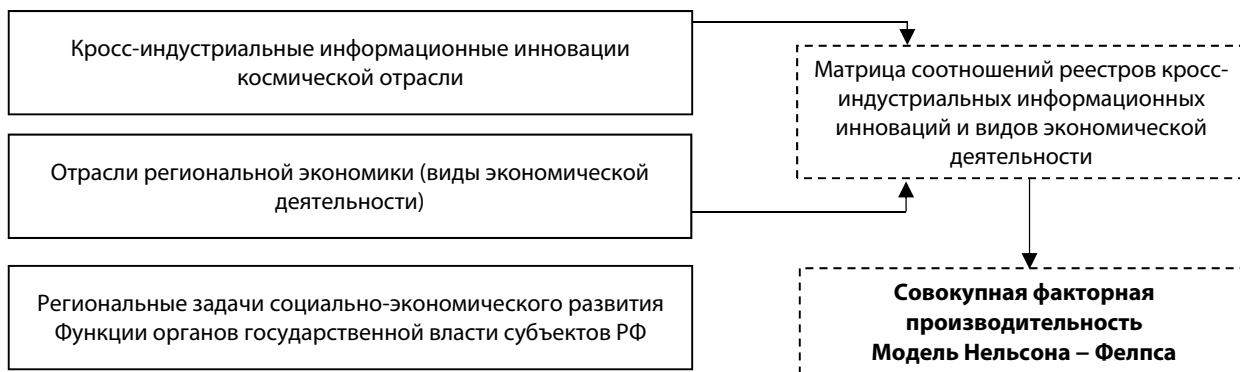 Кросс-индустриальные информационные инновации
космической отрасли
Матрица соотношений реестров кросс-
индустриальных информационных
инноваций и видов экономической
деятельности
Отрасли региональной экономики (виды экономической
деятельности)
Региональные задачи социально-экономического развития
Функции органов государственной власти субъектов РФ
Совокупная факторная
производительность
Модель Нельсона – Фелпса